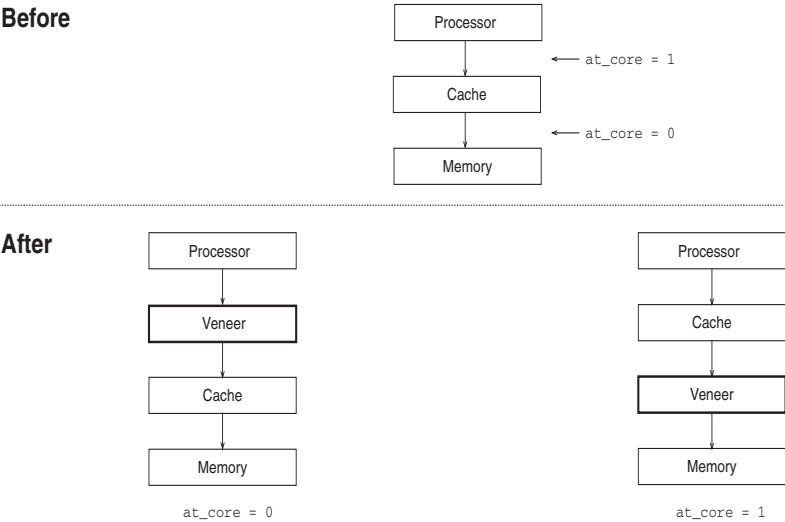 Before
Processor
at_core = 1
Cache
at_core = 0
Memory
After
Processor
Processor
Veneer
Cache
Cache
Veneer
Memory
Memory
at_core = 0
at_core = 1